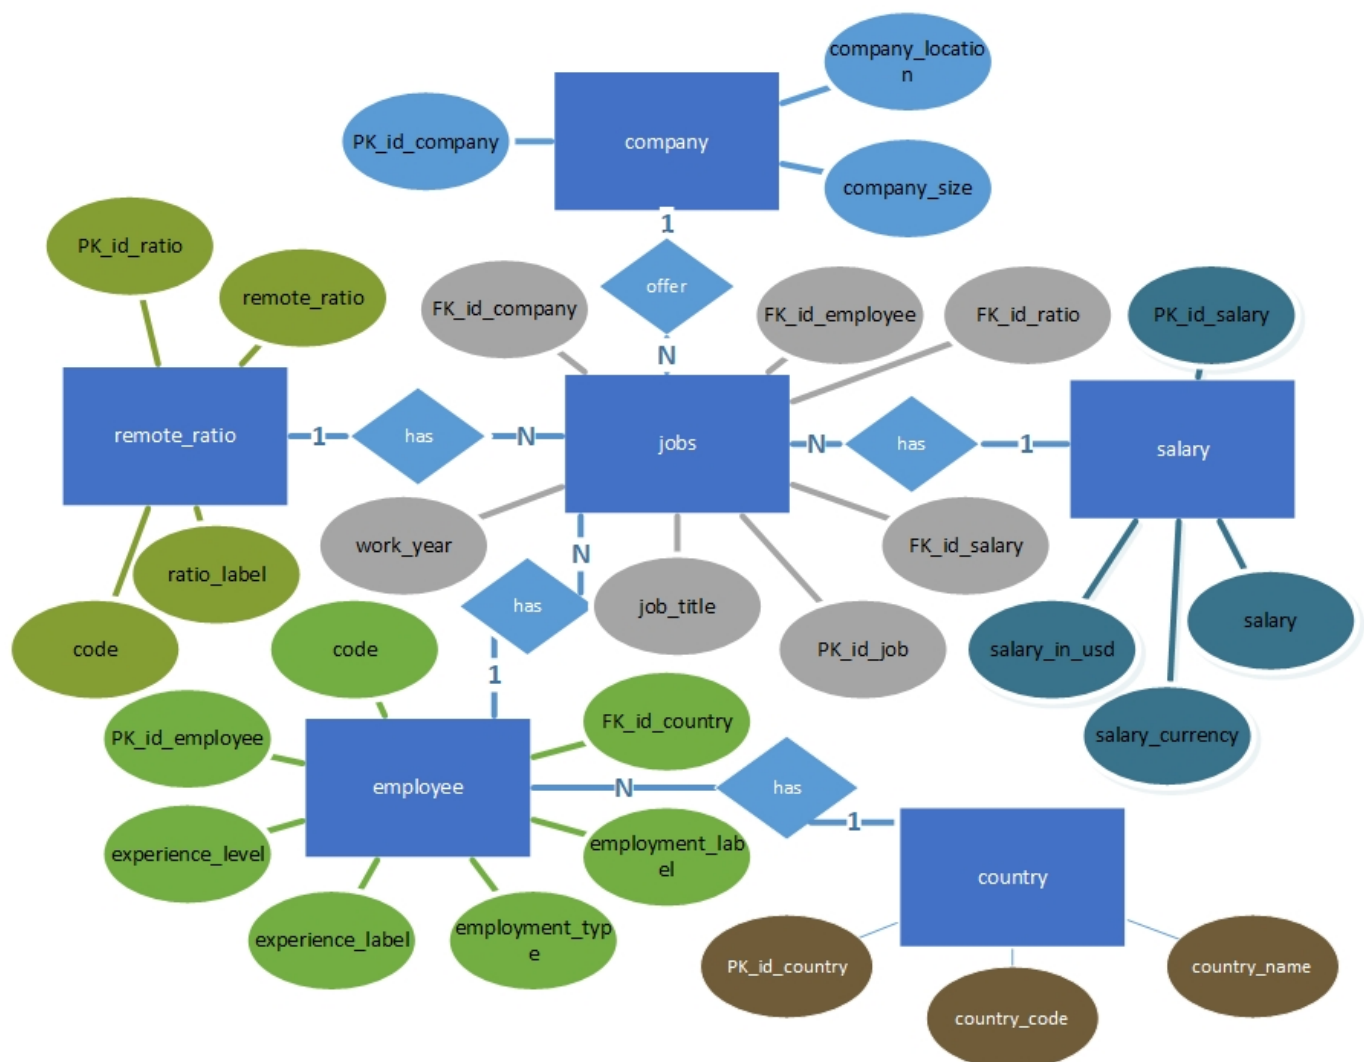 company_locatio
n
PK_id_company
company
company_size
1
PK_id_ratio
offer
remote_ratio
FK_id_company
FK_id_employee
FK_id_ratio
PK_id_salary
N
remote_ratio
1
has
N
jobs
N
has
1
salary
work_year
N
FK_id_salary
ratio_label
has
job_title
salary
code
code
PK_id_job
salary_in_usd
1
PK_id_employee
FK_id_country
salary_currency
employee
N
has
1
experience_level
employment_lab
el
country
experience_label
employment_typ
e
PK_id_country
country_name
country_code